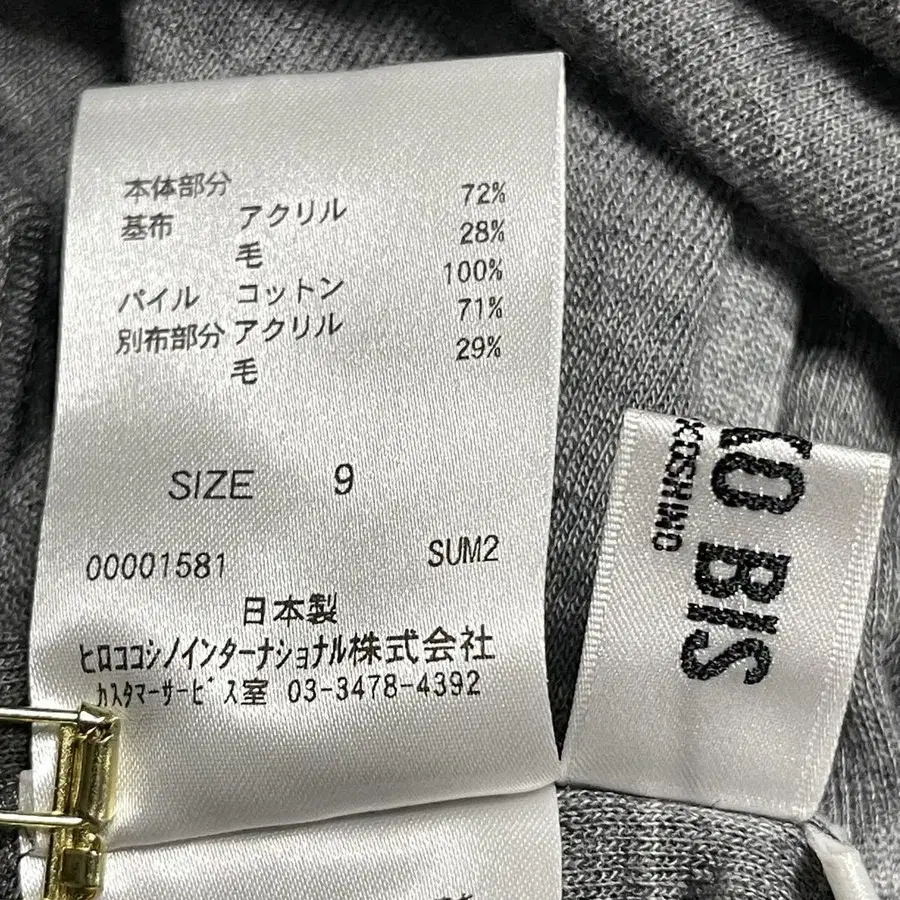 本体部分
基布 アクリル 72%
毛 28%
パイル コットン 100%
別布部分 アクリル 71%
毛 29%
SIZE 9
00001581 SUM2
日本製
ヒロココシノインターナショナル株式会社
カスタマーサービス室 03-3478-4392
KO BIS
KOSHINO